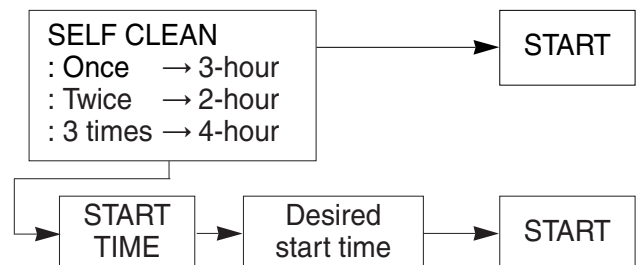 SELF CLEAN
: Once → 3-hour
: Twice → 2-hour
: 3 times → 4-hour
START
START
TIME
Desired
start time
START